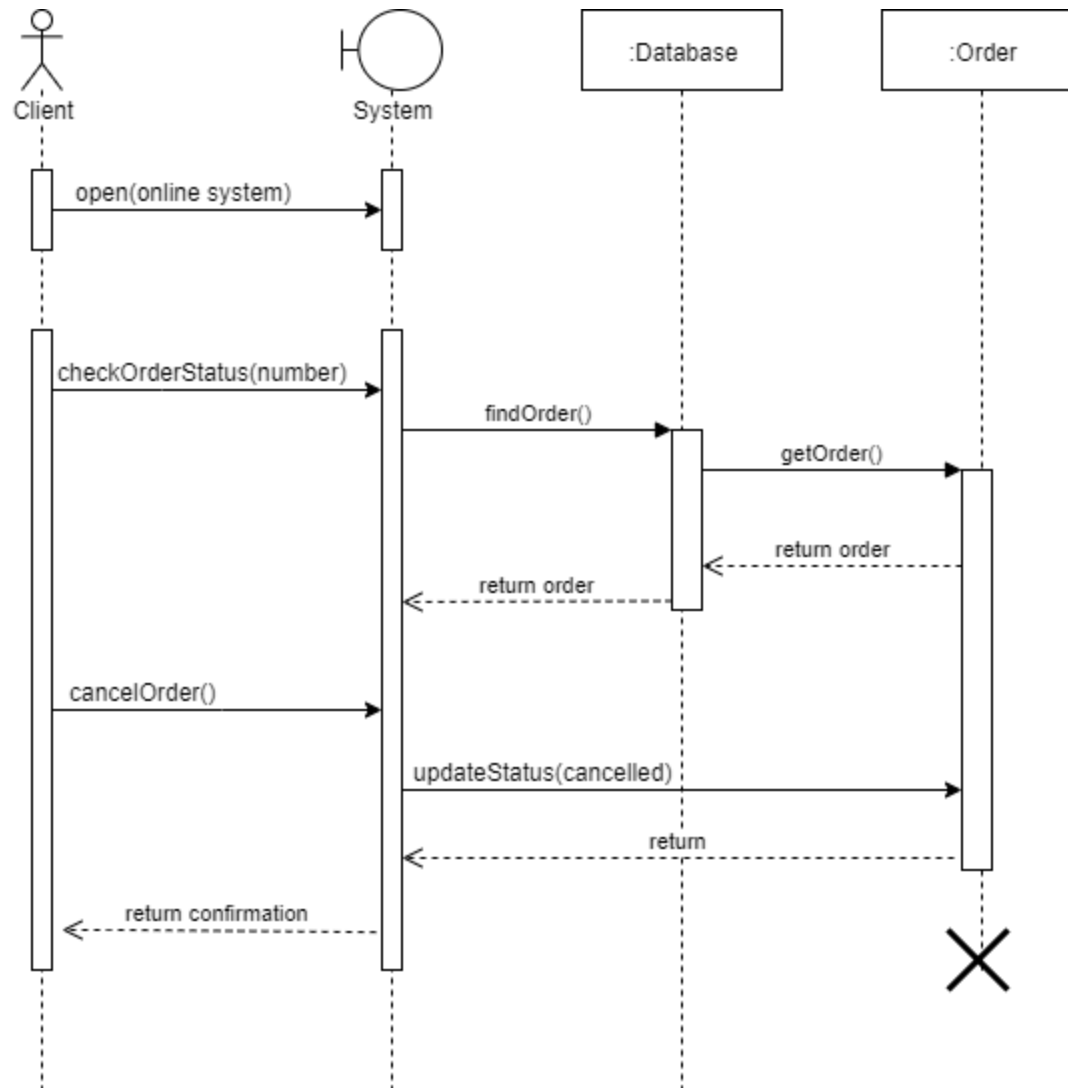 :Database
:Order
Client
System
open(online system)
checkOrderStatus(number)
findOrder()
getOrder()
return order
return order
cancelOrder()
updateStatus(cancelled)
return
return confirmation